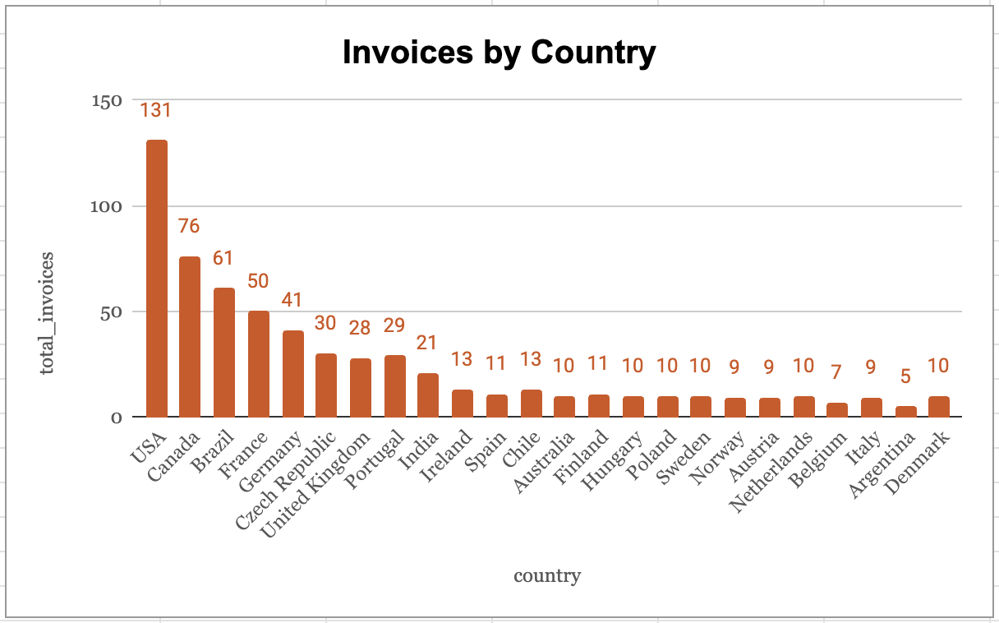 Invoices by Country
total_invoices
150
100
50
0
131
76
61
50
41
30
28
29
21
13
11
13
10
11
10
10
10
9
9
10
7
9
5
10
USA
Canada
Brazil
France
Germany
Czech Republic
United Kingdom
Portugal
India
Ireland
Spain
Chile
Australia
Finland
Hungary
Poland
Sweden
Norway
Austria
Netherlands
Belgium
Italy
Argentina
Denmark
country